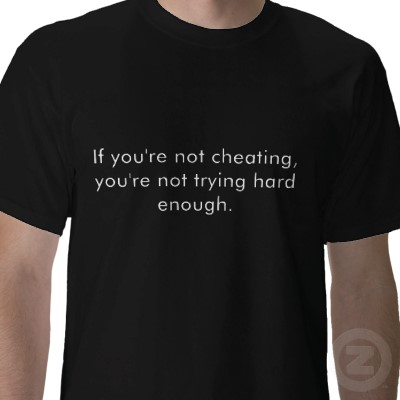 If you're not cheating,
you're not trying hard
enough.
Z